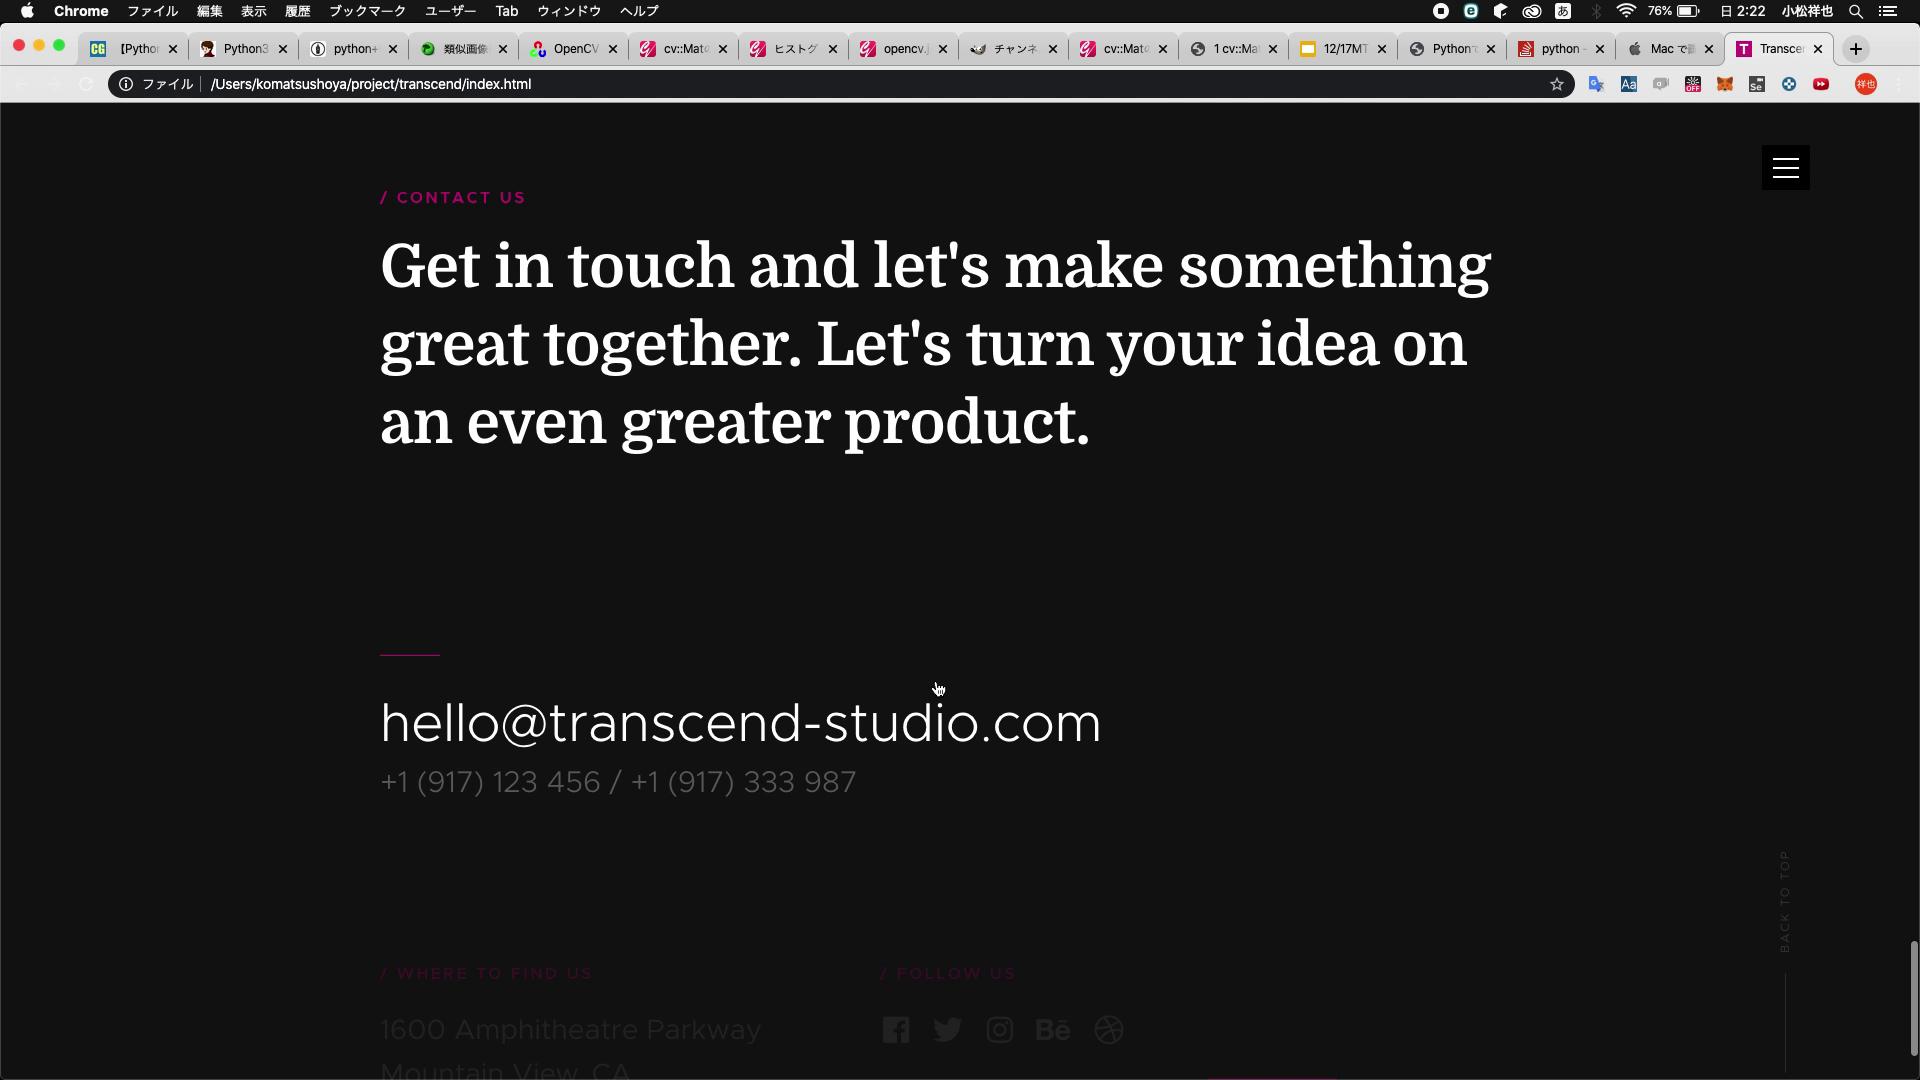 Chrome ファイル 編集 表示 履歴 ブックマーク ユーザー Tab ウィンドウ ヘルプ 76% 日 2:22 小松祥也
【Pytho Python3 python+ 類似画像 OpenCV cv::Mat ヒストグ opencv. チャンネ cv::Mat 1 cv::Ma 12/17MT Python python - Mac で Transce
ファイル /Users/komatsushoya/project/transcend/index.html 祥也
/ CONTACT US
Get in touch and let's make something
great together. Let's turn your idea on
an even greater product.
hello@transcend-studio.com
+1 (917) 123 456 / +1 (917) 333 987
BACK TO TOP
/ WHERE TO FIND US
/ FOLLOW US
1600 Amphitheatre Parkway
Mountain View, CA